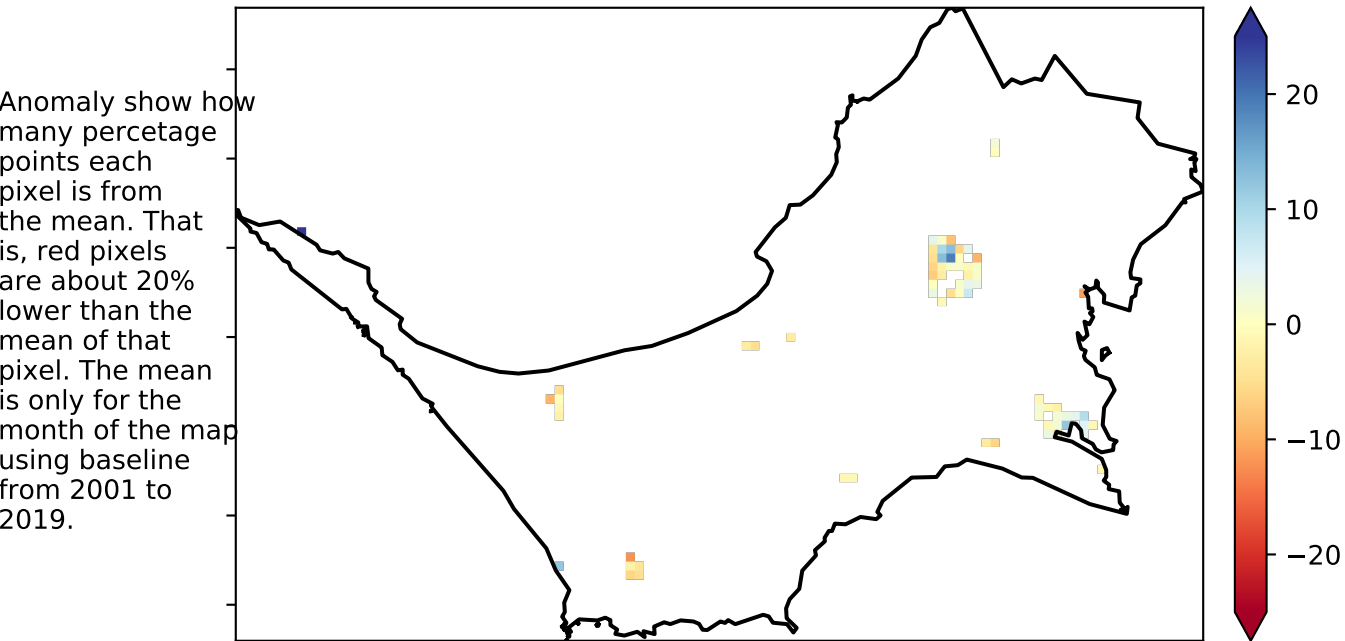 Anomaly show how
many percetage
points each
pixel is from
the mean. That
is, red pixels
are about 20%
lower than the
mean of that
pixel. The mean
is only for the
month of the map
using baseline
from 2001 to
2019.
20
10
0
−10
−20